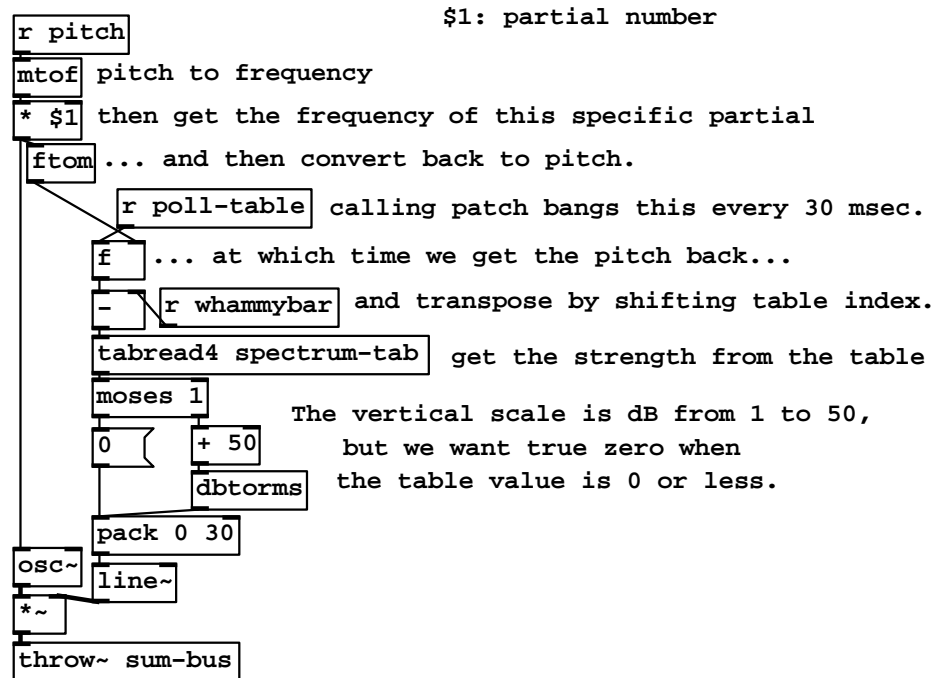 $1: partial number
r pitch
mtof pitch to frequency
* $1 then get the frequency of this specific partial
ftom ... and then convert back to pitch.
r poll-table calling patch bangs this every 30 msec.
f ... at which time we get the pitch back...
- r whammybar and transpose by shifting table index.
tabread4 spectrum-tab get the strength from the table
moses 1
The vertical scale is dB from 1 to 50,
0 + 50 but we want true zero when
dbtorms the table value is 0 or less.
pack 0 30
osc~
line~
*~
throw~ sum-bus